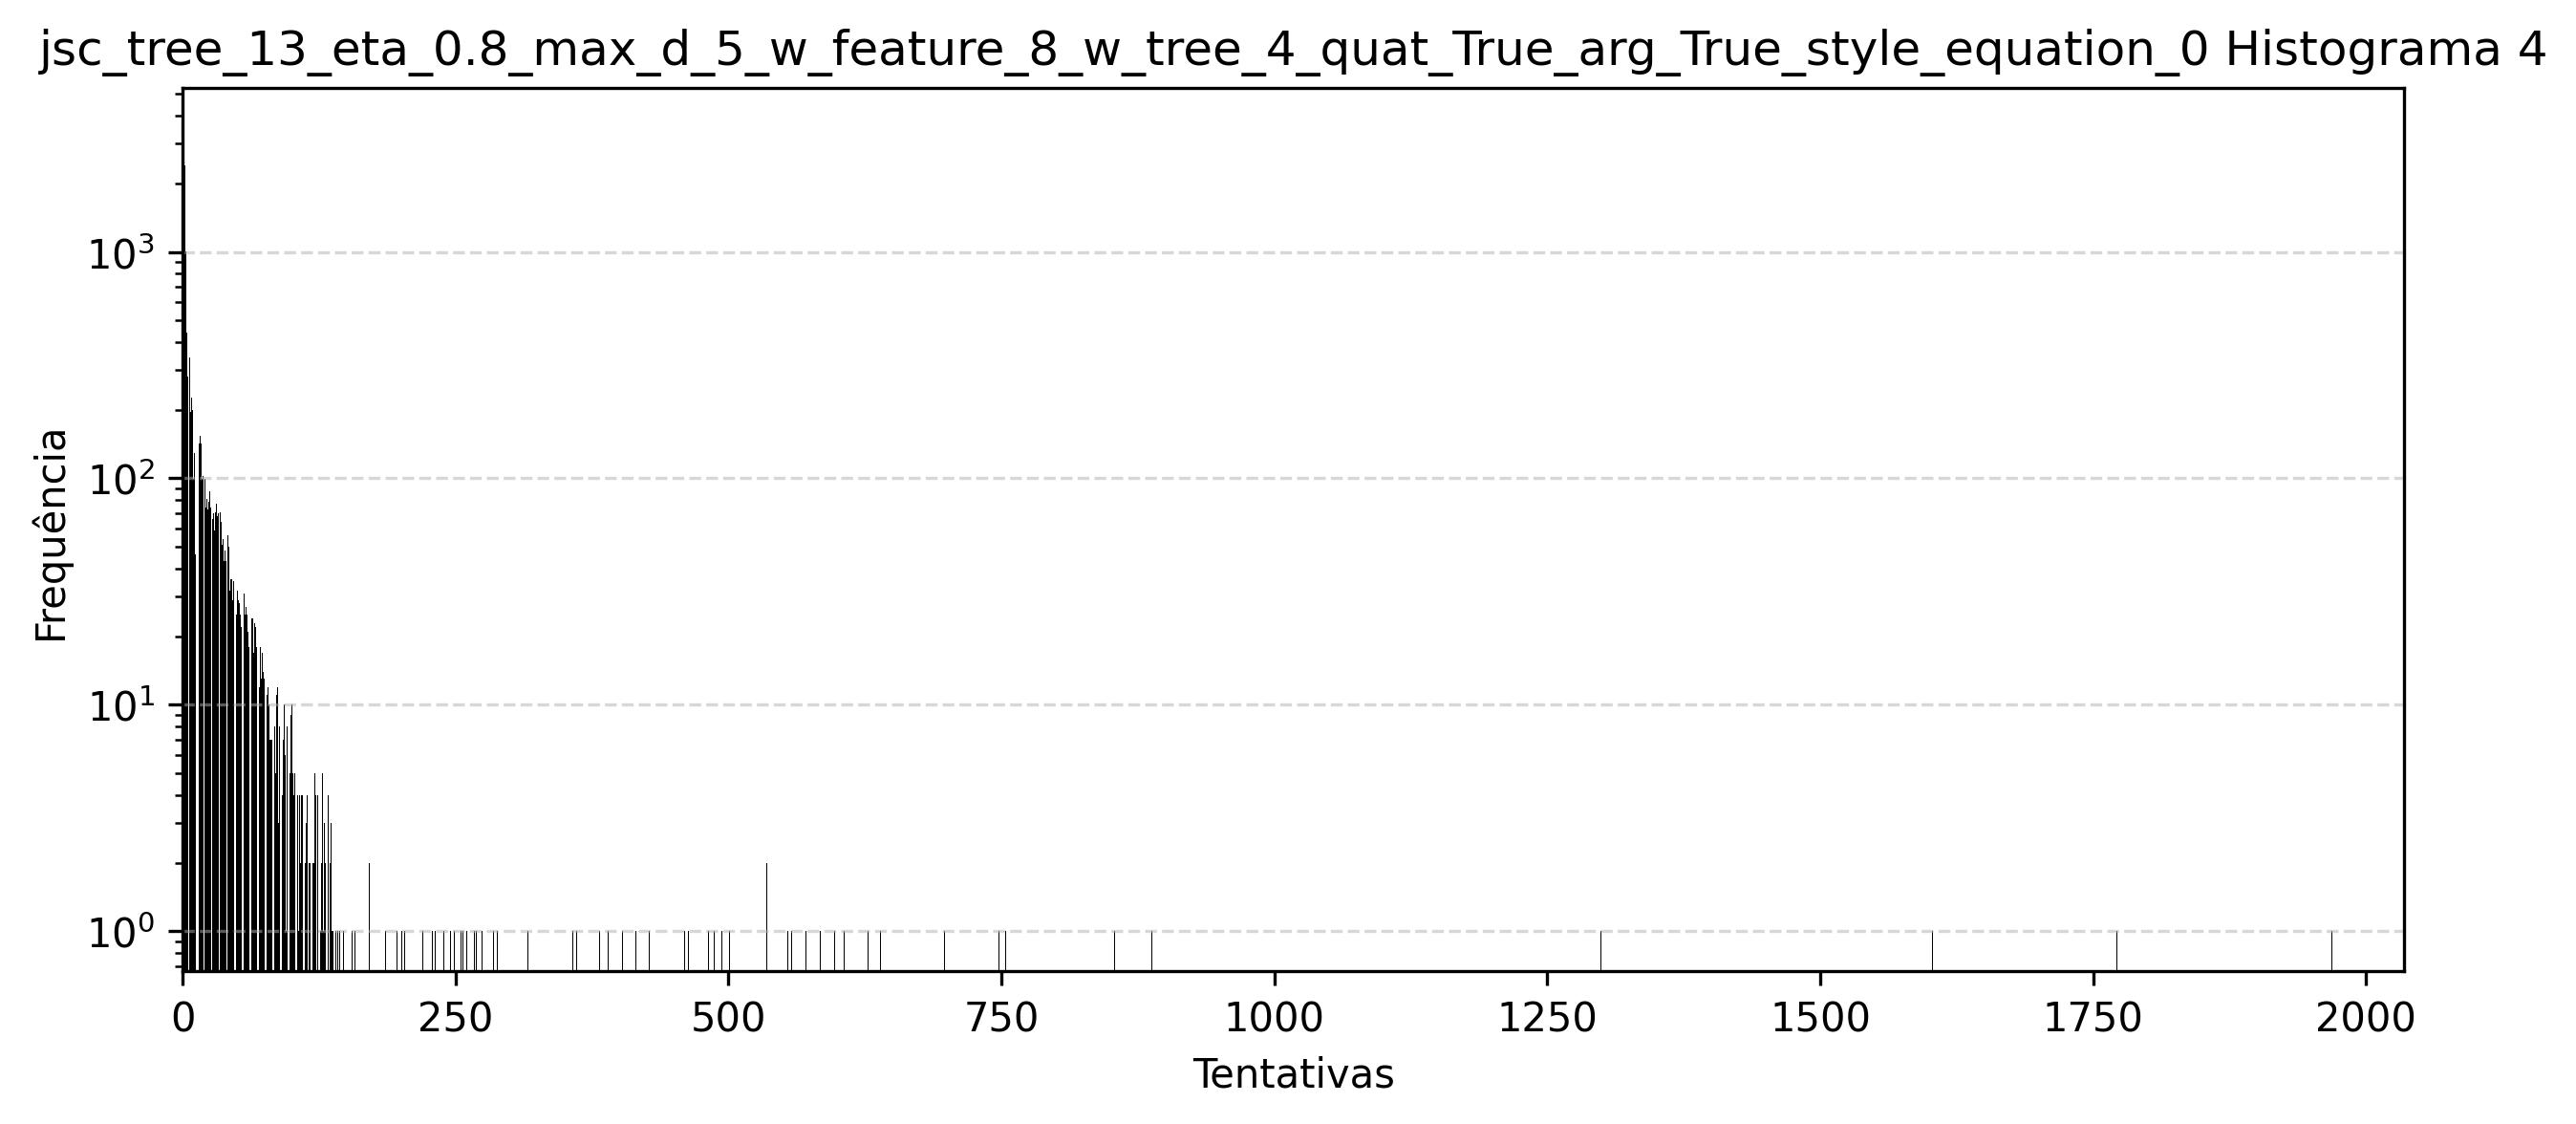 jsc_tree_13_eta_0.8_max_d_5_w_feature_8_w_tree_4_quat_True_arg_True_style_equation_0 Histograma 4
Frequência
10³
10²
10¹
10⁰
0 250 500 750 1000 1250 1500 1750 2000
Tentativas